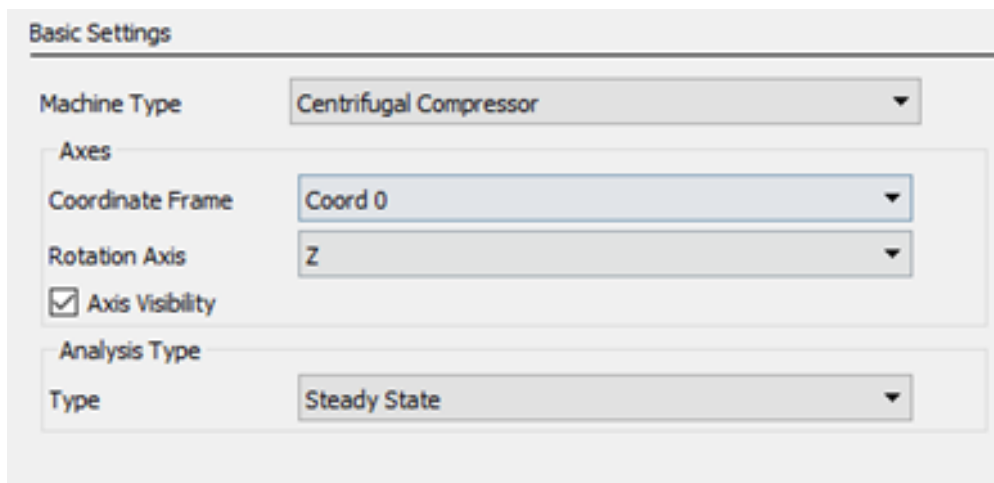 Basic Settings
Machine Type Centrifugal Compressor
Axes
Coordinate Frame Coord 0
Rotation Axis Z
Axis Visibility
Analysis Type
Type Steady State